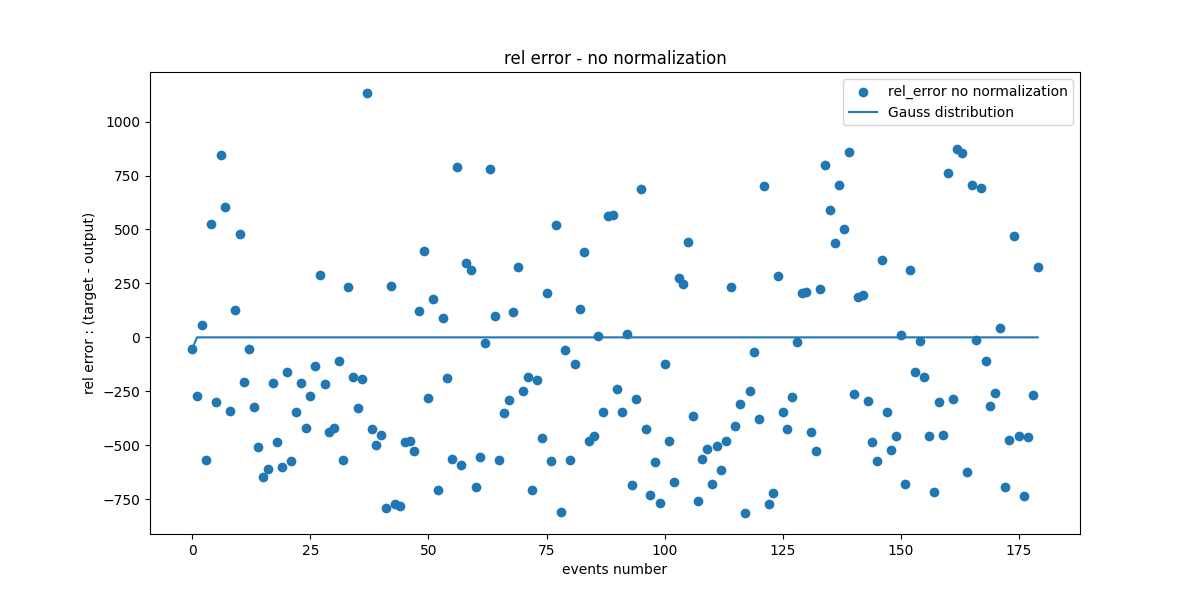 rel error - no normalization
rel_error no normalization
Gauss distribution
rel error : (target - output)
1000
750
500
250
0
−250
−500
−750
0 25 50 75 100 125 150 175
events number